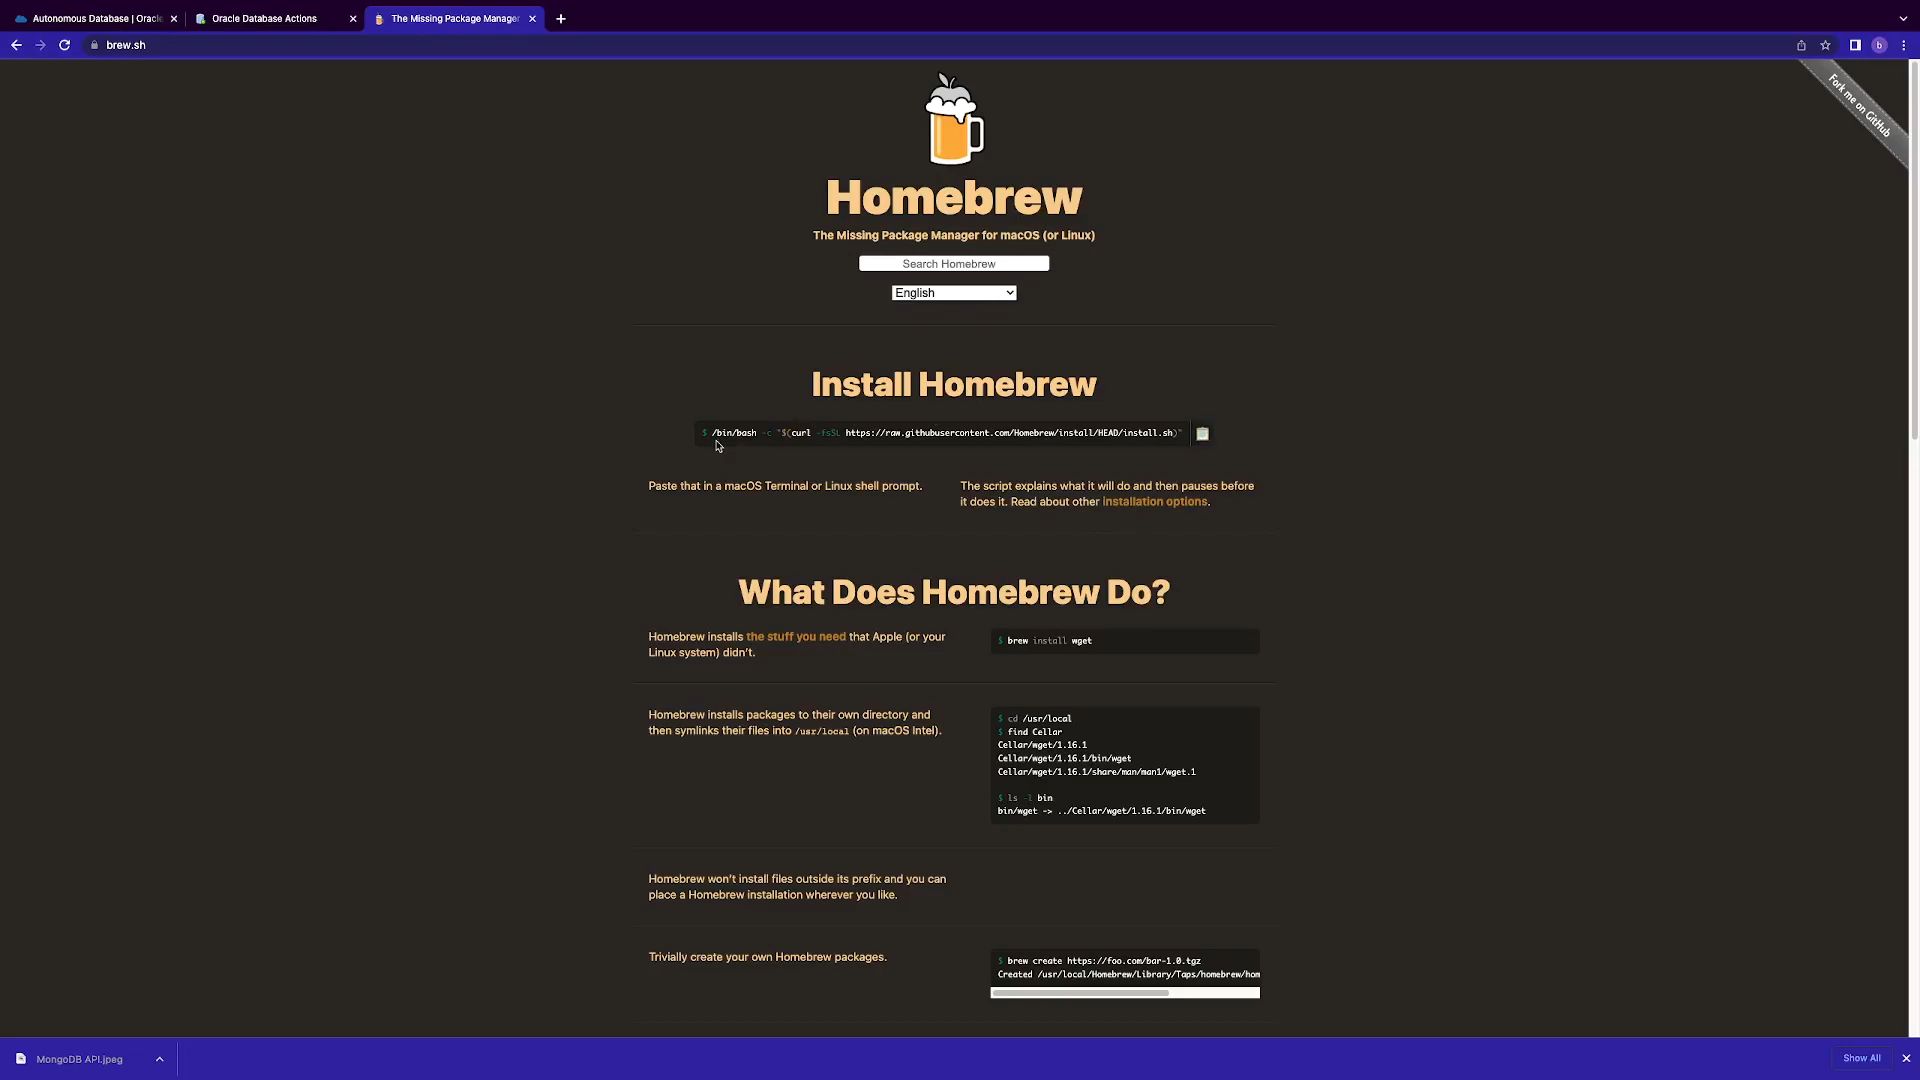 Autonomous Database | Oracle
Oracle Database Actions
The Missing Package Manager
brew.sh
b
Fork me on GitHub
Homebrew
The Missing Package Manager for macOS (or Linux)
Search Homebrew
English
Install Homebrew
$ /bin/bash -c "$(curl -fsSL https://raw.githubusercontent.com/Homebrew/install/HEAD/install.sh)"
Paste that in a macOS Terminal or Linux shell prompt.
The script explains what it will do and then pauses before
it does it. Read about other installation options.
What Does Homebrew Do?
Homebrew installs the stuff you need that Apple (or your
Linux system) didn't.
$ brew install wget
Homebrew installs packages to their own directory and
then symlinks their files into /usr/local (on macOS Intel).
$ cd /usr/local
$ find Cellar
Cellar/wget/1.16.1
Cellar/wget/1.16.1/bin/wget
Cellar/wget/1.16.1/share/man/man1/wget.1
$ ls -l bin
bin/wget -> ../Cellar/wget/1.16.1/bin/wget
Homebrew won't install files outside its prefix and you can
place a Homebrew installation wherever you like.
Trivially create your own Homebrew packages.
$ brew create https://foo.com/bar-1.0.tgz
Created /usr/local/Homebrew/Library/Taps/homebrew/hom
MongoDB API.jpeg
Show All